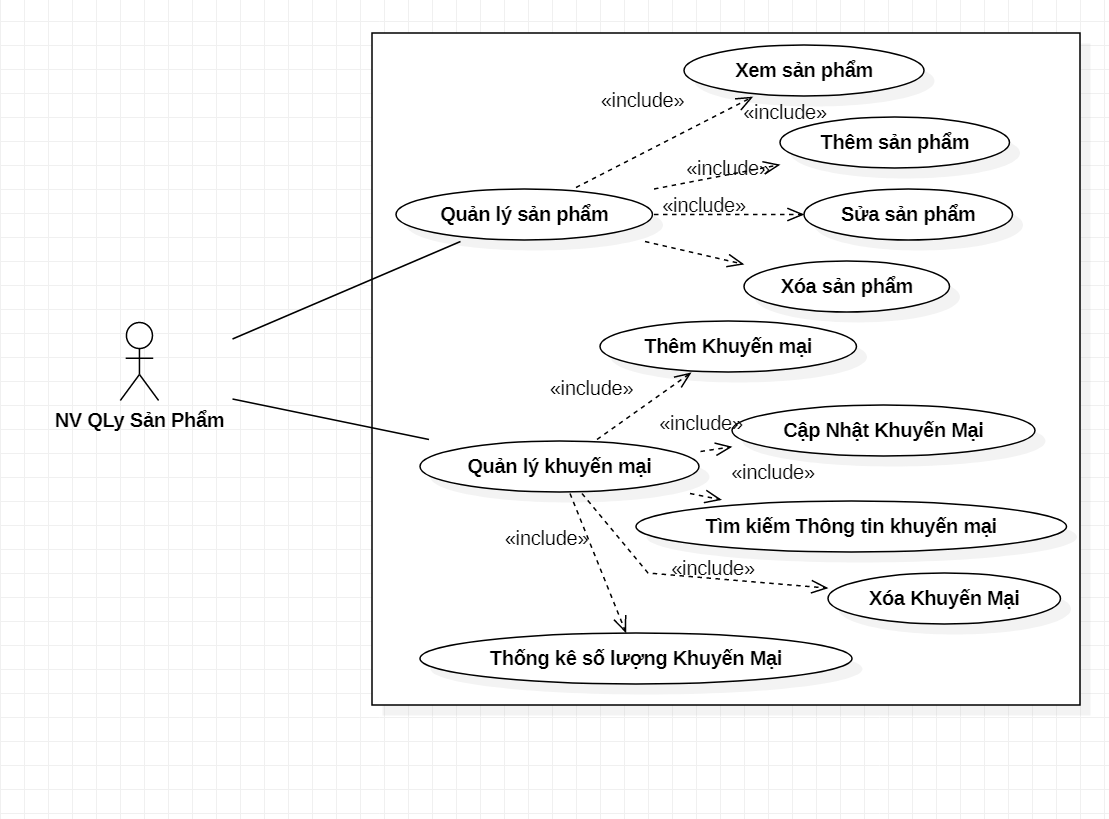 Xem sản phẩm
«include»
«include»
Thêm sản phẩm
«include»
«include»
Quản lý sản phẩm
Sửa sản phẩm
Xóa sản phẩm
Thêm Khuyến mại
«include»
NV QLy Sản Phẩm
«include»
Cập Nhật Khuyến Mại
Quản lý khuyến mại
«include»
Tìm kiếm Thông tin khuyến mại
«include»
«include»
Xóa Khuyến Mại
Thống kê số lượng Khuyến Mại